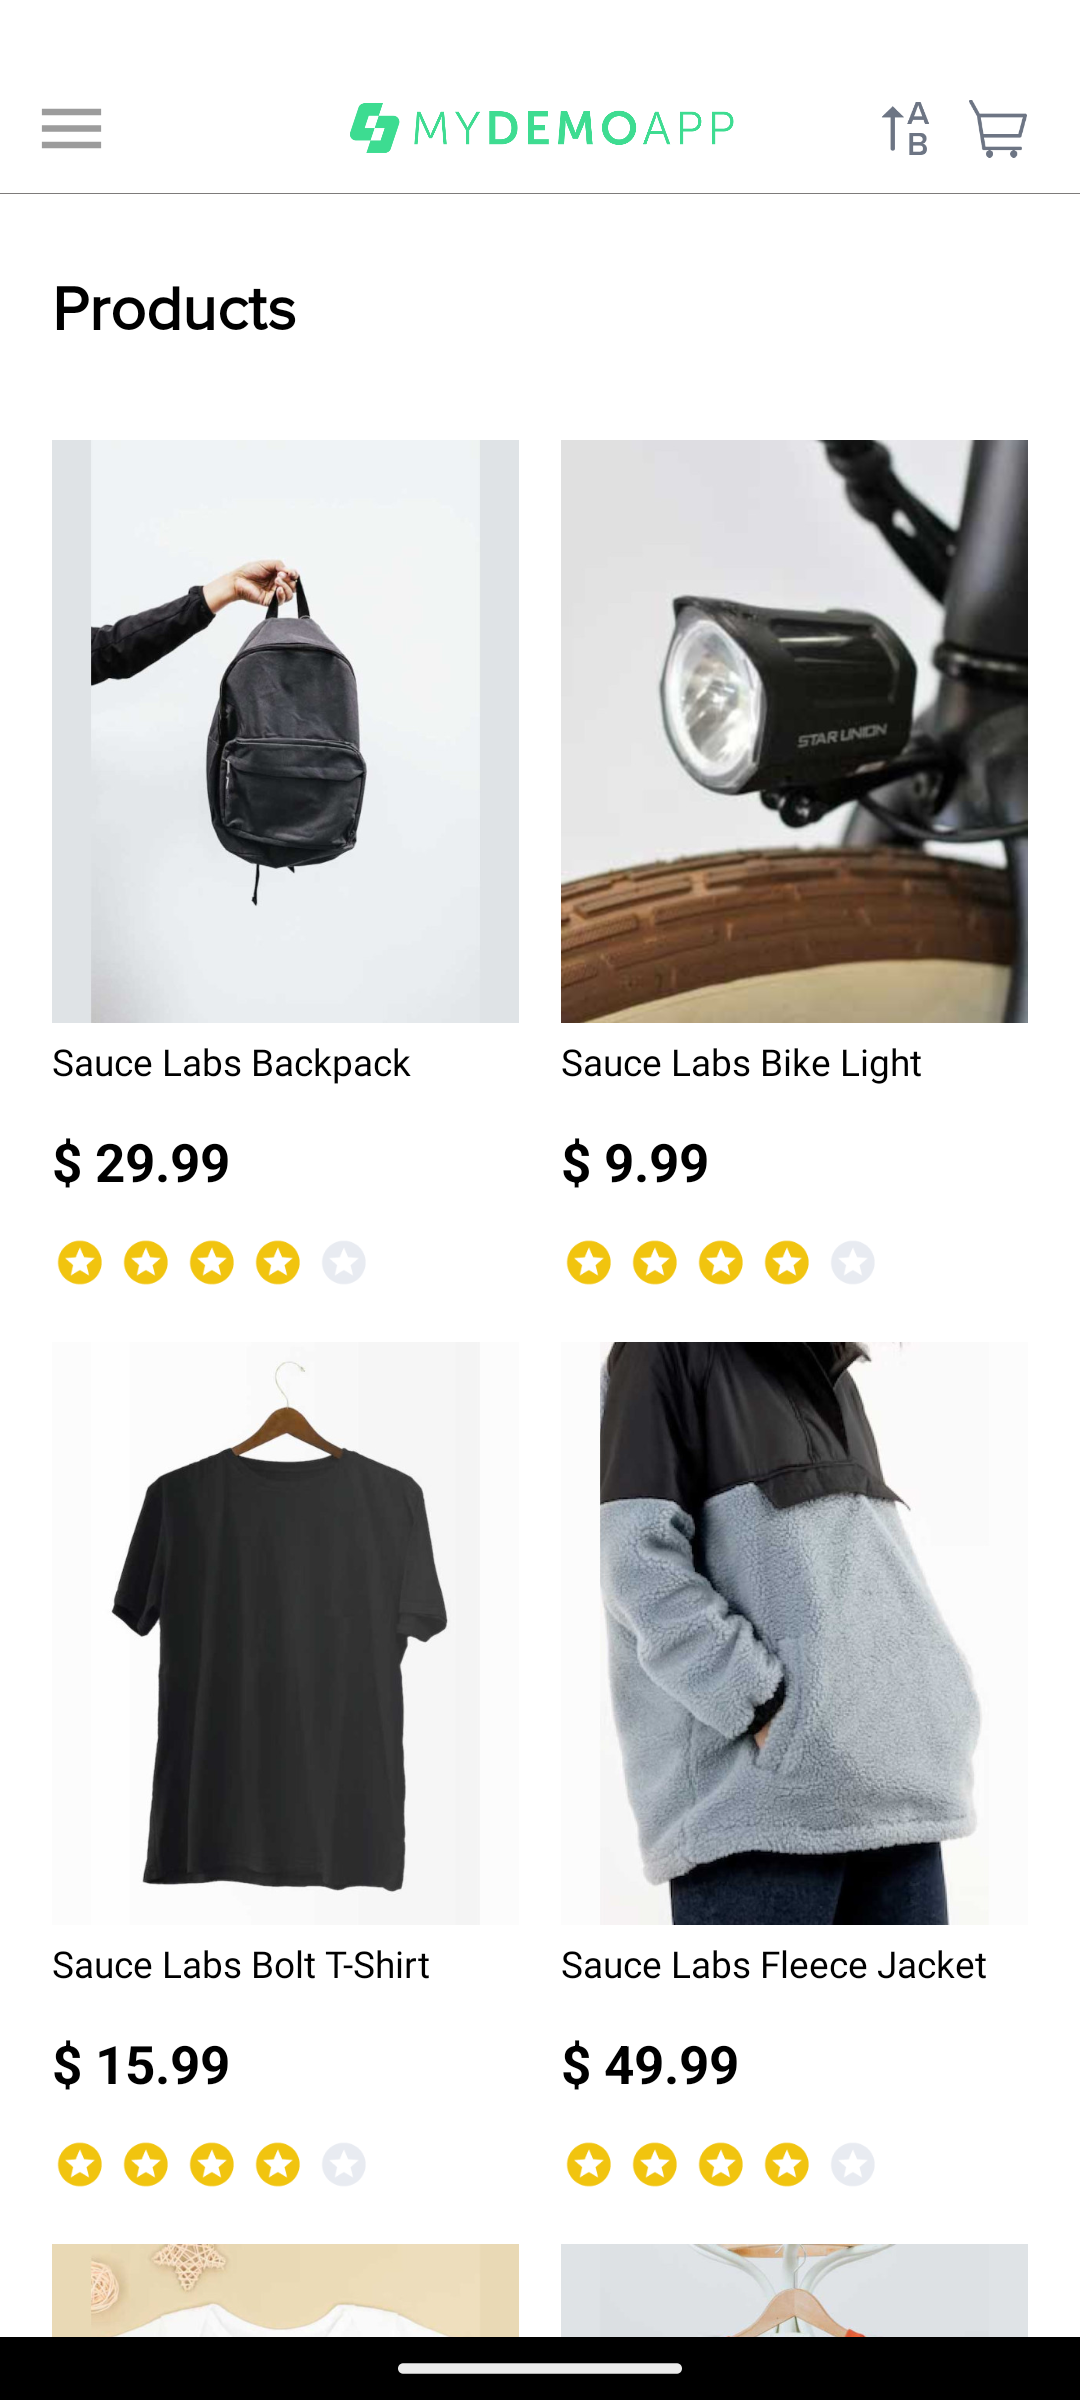 MYDEMOAPP
A
B
Products
STAR UNION
Sauce Labs Backpack
Sauce Labs Bike Light
$ 29.99
$ 9.99
Sauce Labs Bolt T-Shirt
Sauce Labs Fleece Jacket
$ 15.99
$ 49.99